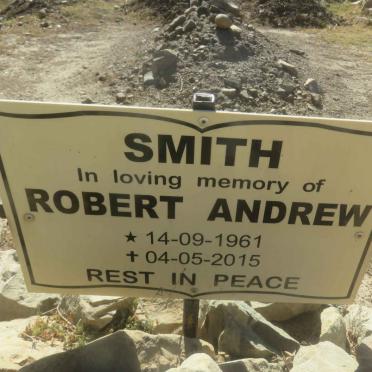 SMITH
In loving memory of
ROBERT ANDREW
★ 14-09-1961
✝ 04-05-2015
REST IN PEACE